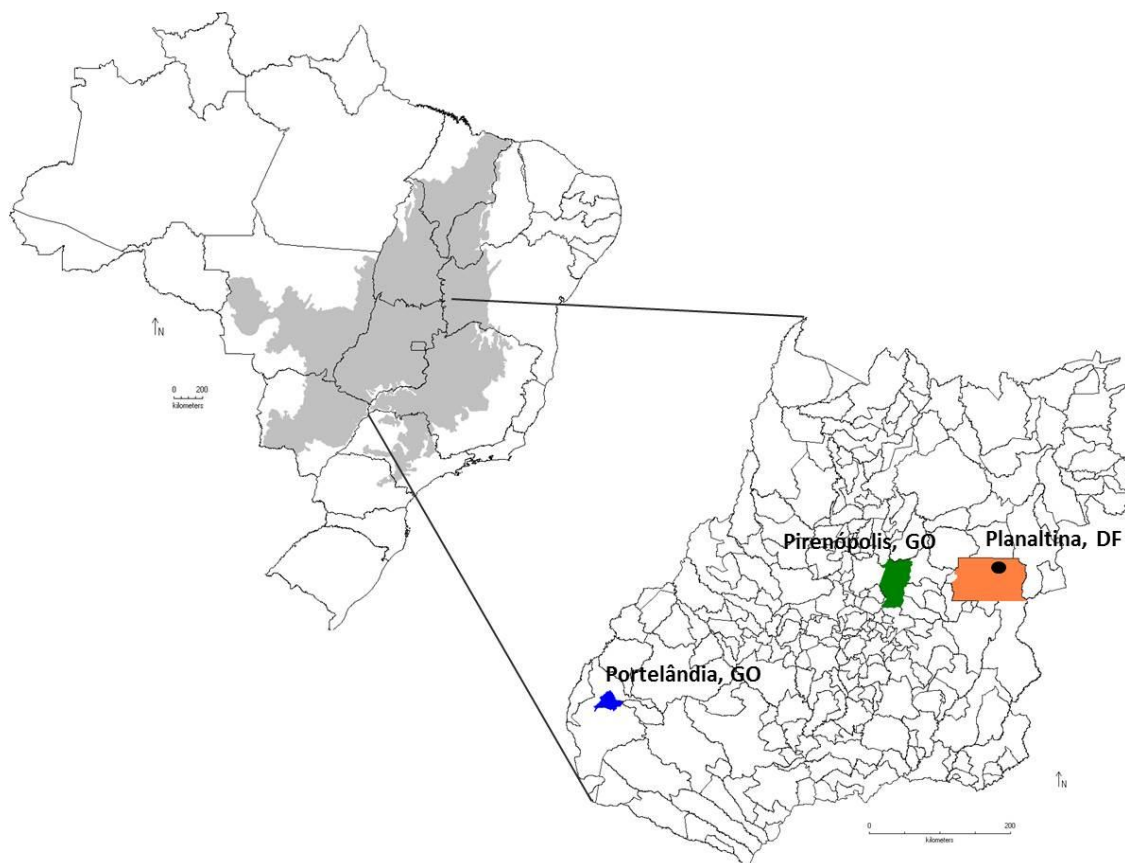 N
0 200
kilometers
Pirenópolis, GO
Planaltina, DF
Portelândia, GO
N
0 200
kilometers